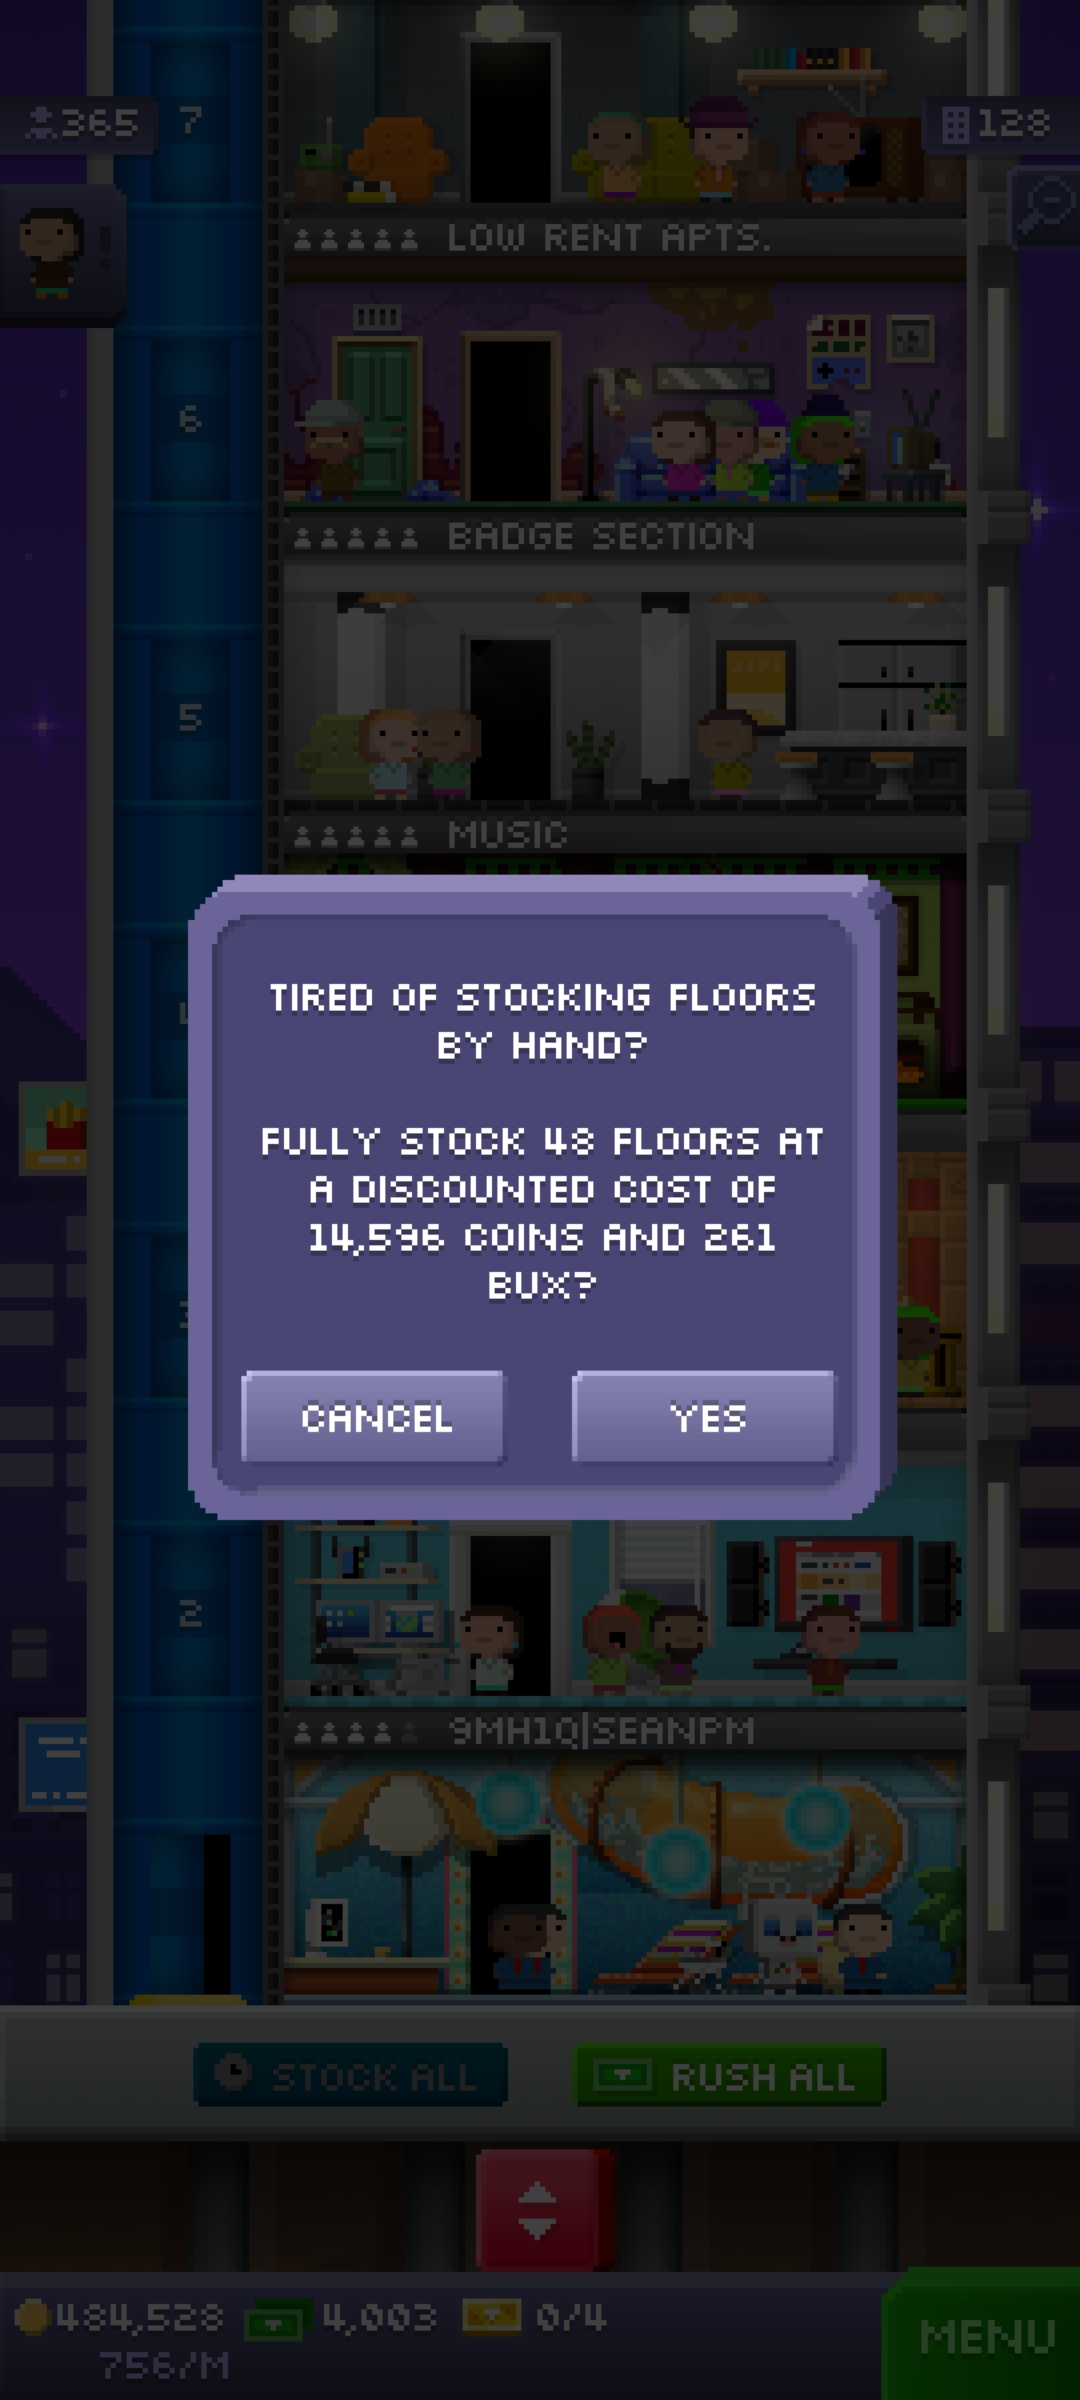 365
7
128
LOW RENT APTS.
6
BADGE SECTION
5
MUSIC
TIRED OF STOCKING FLOORS
BY HAND?
FULLY STOCK 48 FLOORS AT
A DISCOUNTED COST OF
14,596 COINS AND 261
BUX?
CANCEL
YES
2
9MH1Q|SEANPM
STOCK ALL
RUSH ALL
484,528
4,003
0/4
756/M
MENU